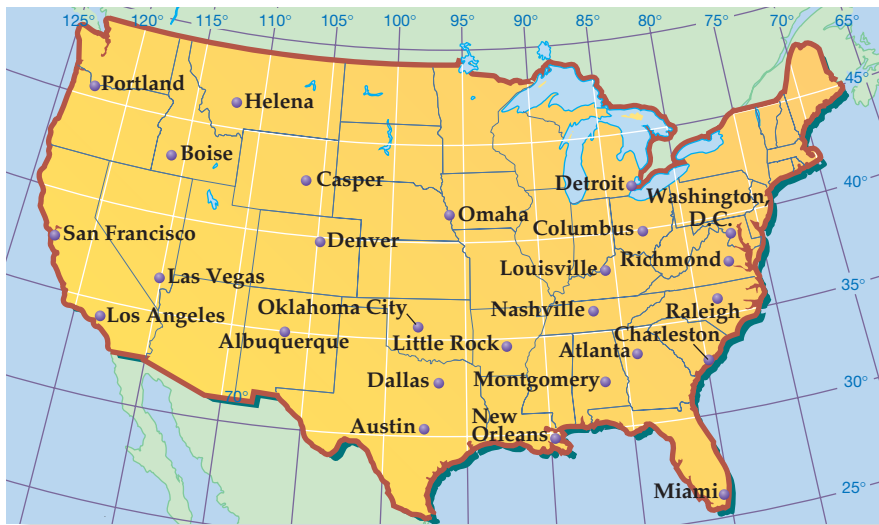 125° 120° 115° 110° 105° 100° 95° 90° 85° 80° 75° 70° 65°
45°
Portland
Helena
Boise
Casper
Detroit
40°
Washington,
D.C.
Omaha
Columbus
San Francisco
Denver
Richmond
Louisville
Las Vegas
35°
Oklahoma City
Nashville
Raleigh
Los Angeles
Albuquerque
Little Rock
Charleston
Atlanta
Dallas
Montgomery
30°
70°
New
Orleans
Austin
Miami
25°